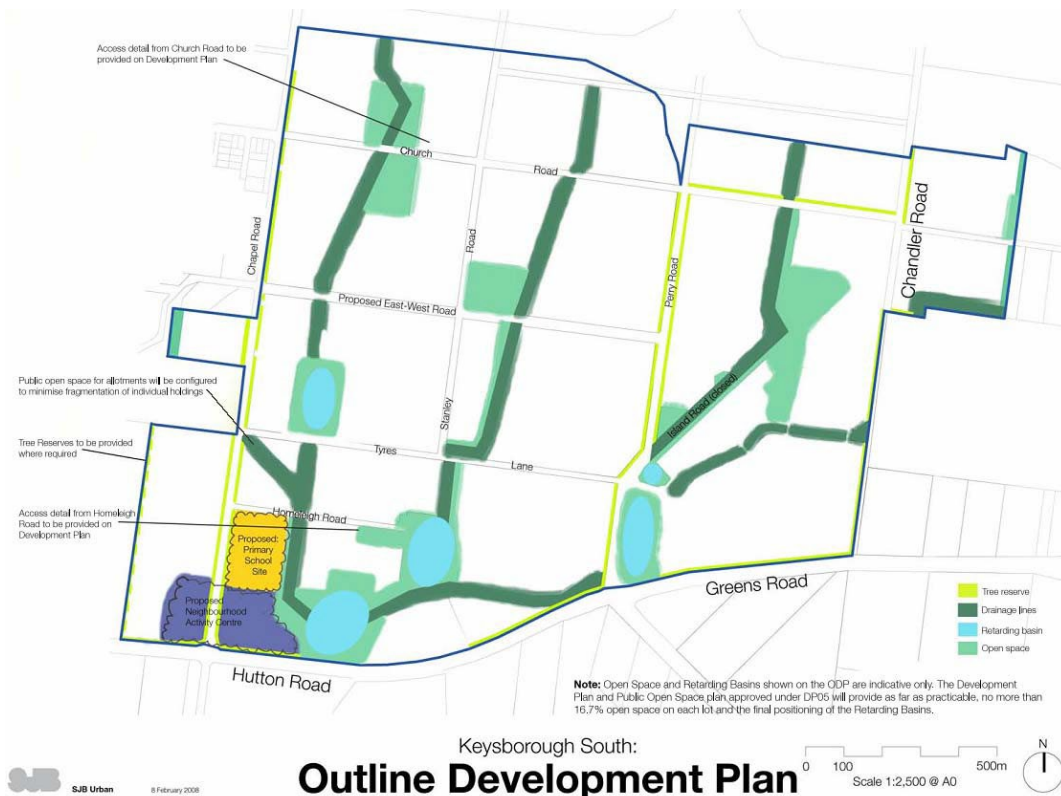 Access detail from Church Road to be
provided on Development Plan
Church
Road
Chapel Road
Road
Perry Road
Chandler Road
Proposed East-West Road
Public open space for allotments will be configured
to minimise fragmentation of individual holdings
Stanley
Island Road (closed)
Tree Reserves to be provided
where required
Tyres
Lane
Access detail from Homeleigh
Road to be provided on
Development Plan
Homeleigh Road
Proposed:
Primary
School
Site
Proposed
Neighbourhood
Activity Centre
Greens Road
Hutton Road
Tree reserve
Drainage lines
Retarding basin
Open space
Note: Open Space and Retarding Basins shown on the ODP are indicative only. The Development
Plan and Public Open Space plan approved under DP05 will provide as far as practicable, no more than
16.7% open space on each lot and the final positioning of the Retarding Basins.
Keysborough South:
Outline Development Plan
0 100 500m
Scale 1:2,500 @ A0
N
SJB
SJB Urban
8 February 2008